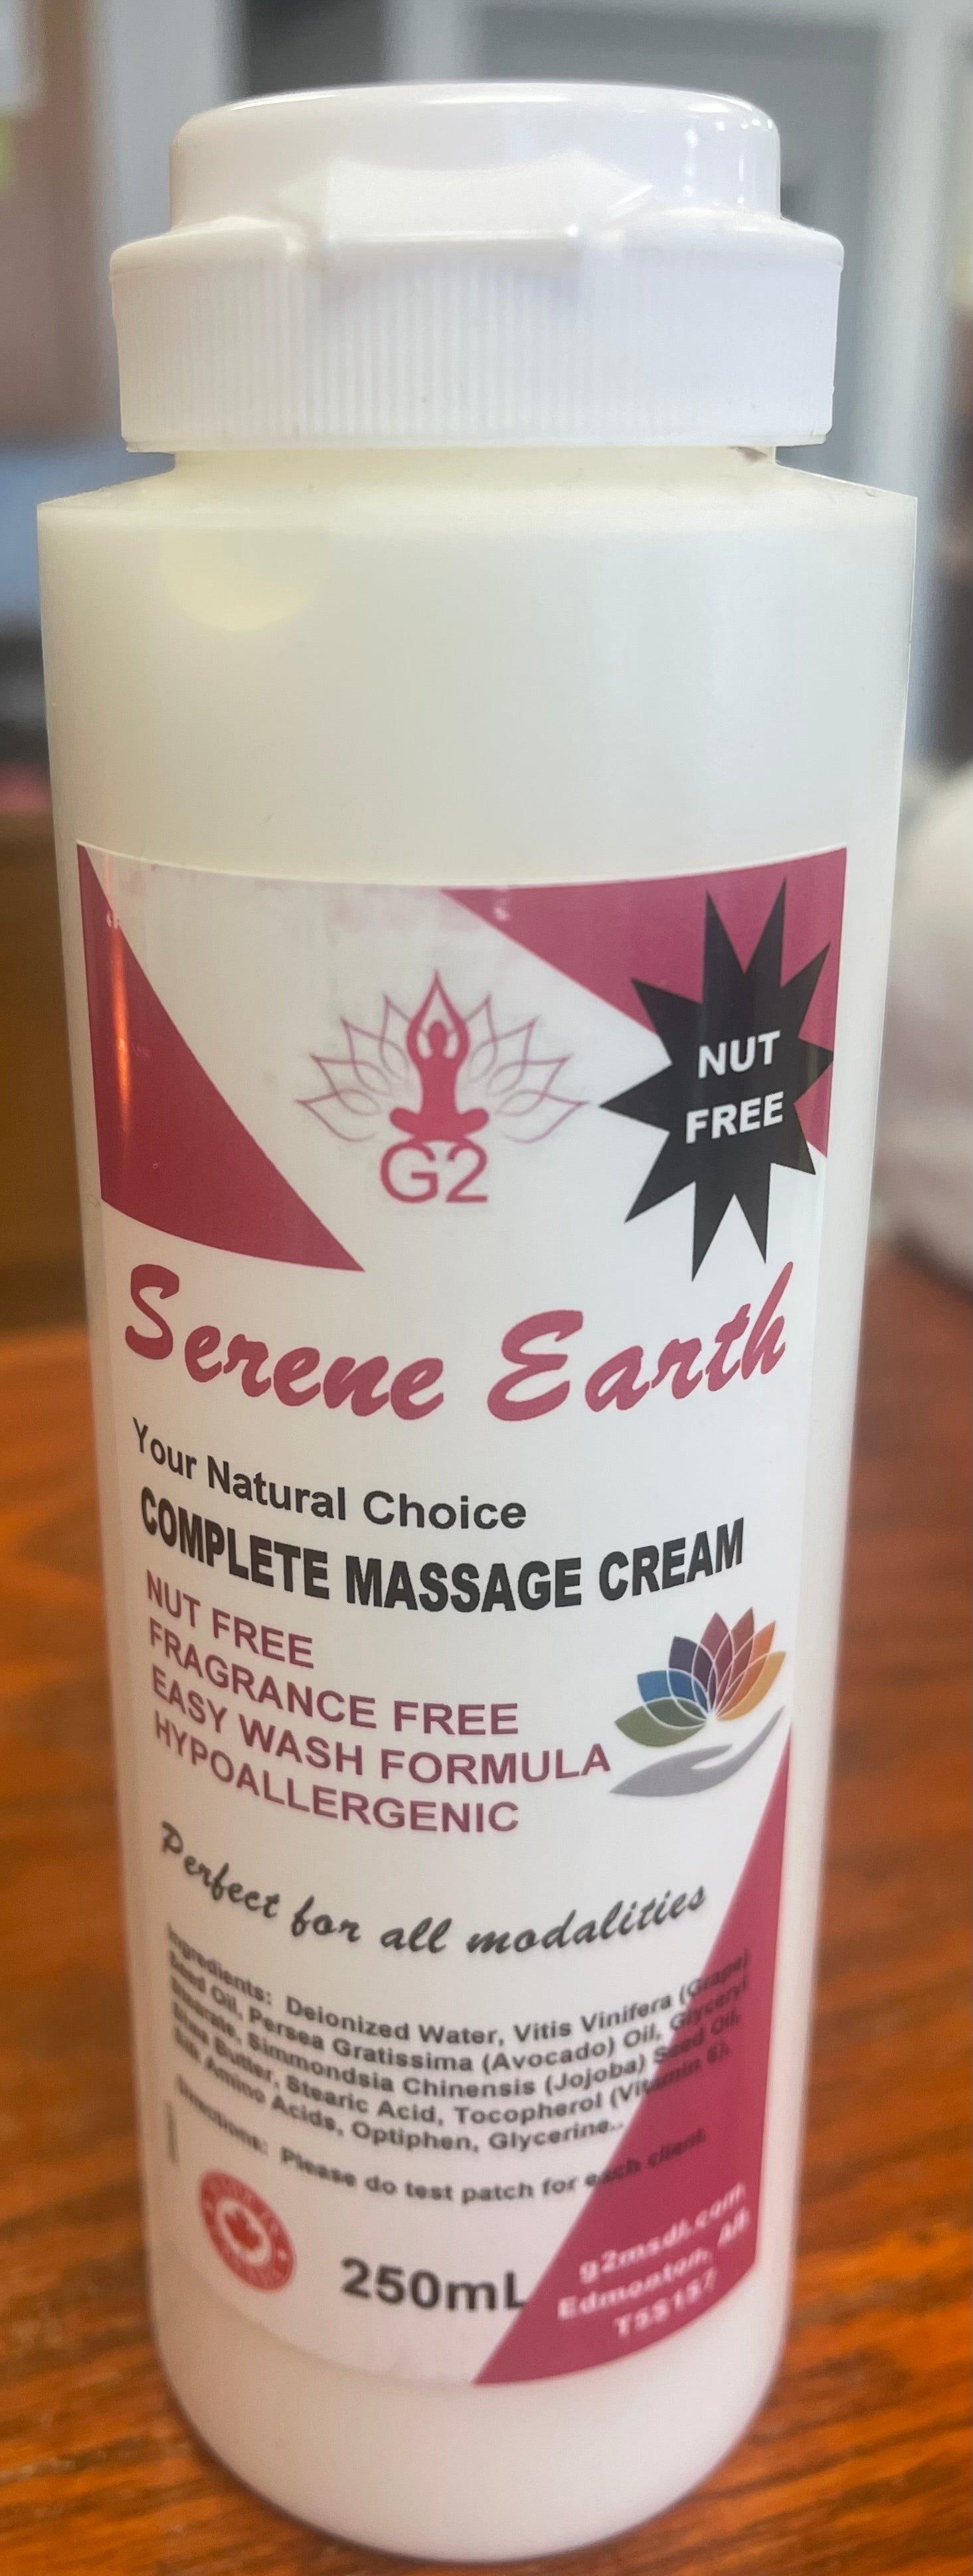 G2
NUT
FREE
Serene Earth
Your Natural Choice
COMPLETE MASSAGE CREAM
NUT FREE
FRAGRANCE FREE
EASY WASH FORMULA
HYPOALLERGENIC
Perfect for all modalities
Ingredients: Deionized Water, Vitis Vinifera (Grape)
Seed Oil, Persea Gratissima (Avocado) Oil, Glyceryl
Stearate, Simmondsia Chinensis (Jojoba) Seed Oil,
Shea Butter, Stearic Acid, Tocopherol (Vitamin E),
Silk Amino Acids, Optiphen, Glycerine..
Directions: Please do test patch for each client.
250mL
g2msdi.com
Edmonton, AB
T5S1S7